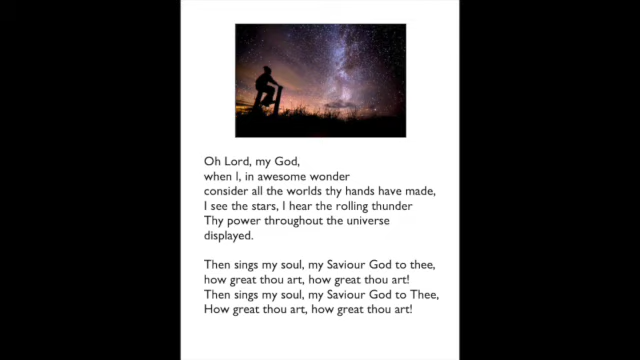 Oh Lord, my God,
when I, in awesome wonder
consider all the worlds thy hands have made,
I see the stars, I hear the rolling thunder
Thy power throughout the universe
displayed.
Then sings my soul, my Saviour God to thee,
how great thou art, how great thou art!
Then sings my soul, my Saviour God to Thee,
How great thou art, how great thou art!